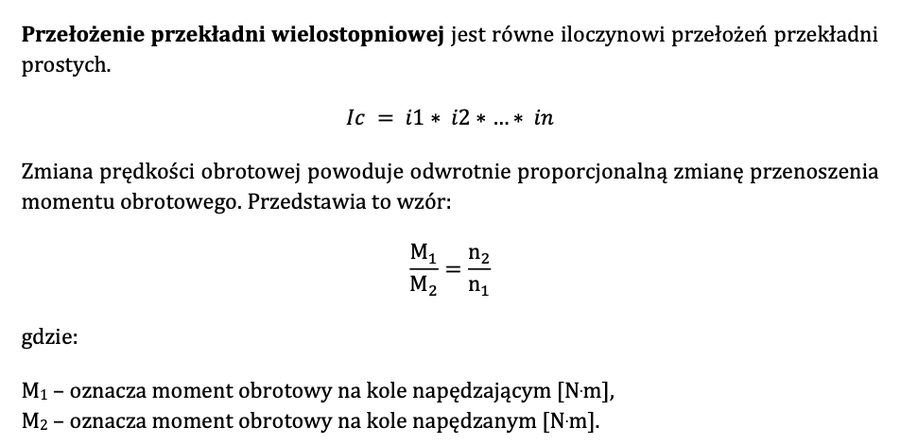 Przełożenie przekładni wielostopniowej jest równe iloczynowi przełożeń przekładni
prostych.
Ic = i1 * i2 * ... * in
Zmiana prędkości obrotowej powoduje odwrotnie proporcjonalną zmianę przenoszenia
momentu obrotowego. Przedstawia to wzór:
M₁/M₂ = n₂/n₁
gdzie:
M₁ – oznacza moment obrotowy na kole napędzającym [N·m],
M₂ – oznacza moment obrotowy na kole napędzanym [N·m].